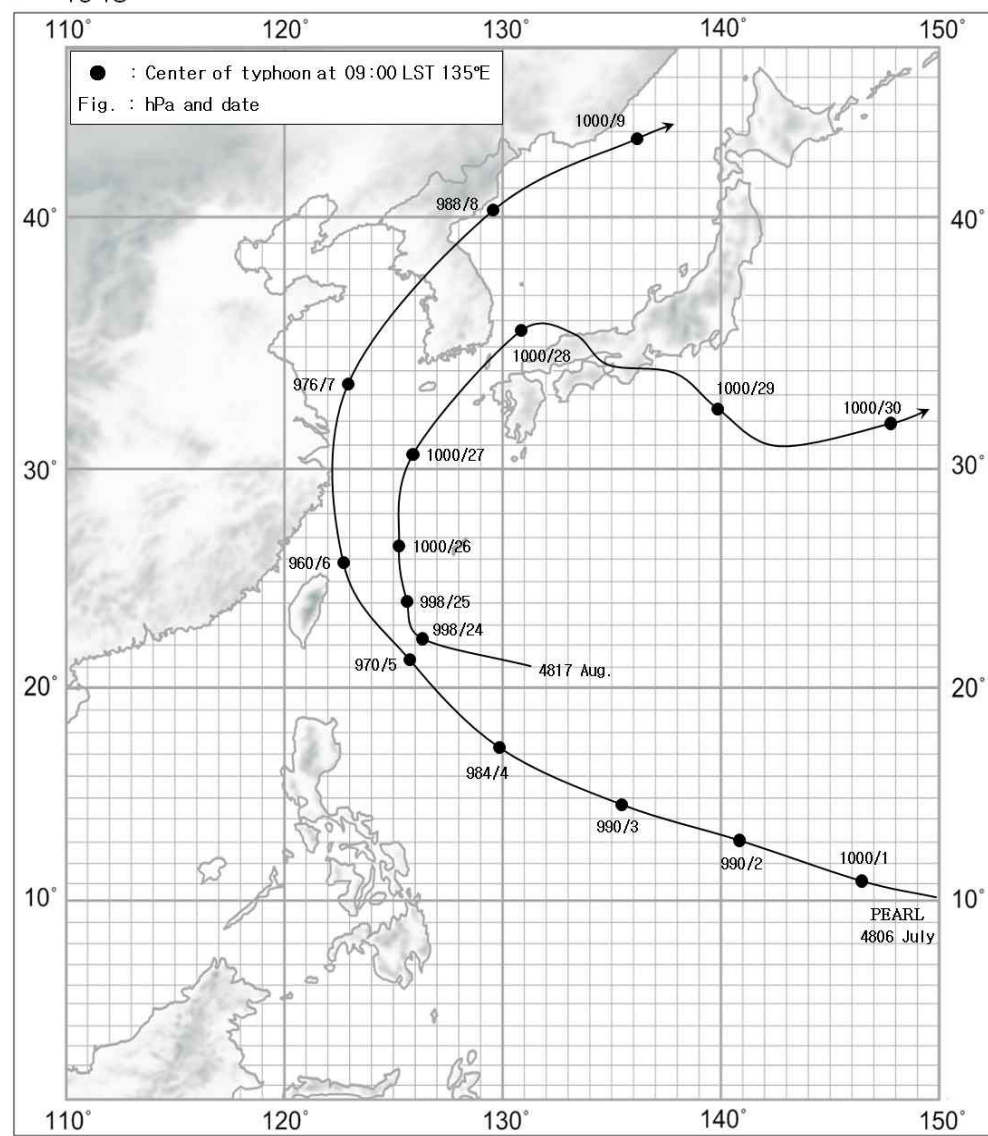 110° 120° 130° 140° 150°
● : Center of typhoon at 09:00 LST 135°E
Fig. : hPa and date
1000/9
988/8
40° 40°
1000/28
976/7
1000/29
1000/30
1000/27
30° 30°
1000/26
960/6
998/25
998/24
970/5
4817 Aug.
20° 20°
984/4
990/3
990/2
1000/1
10° 10°
PEARL
4806 July
110° 120° 130° 140° 150°